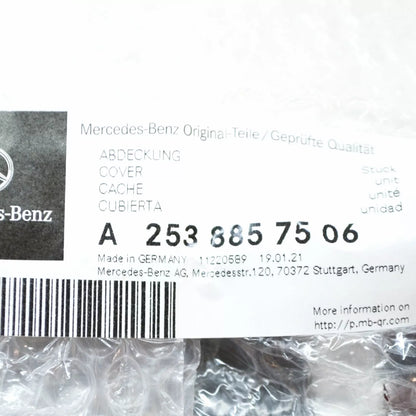 Mercedes-Benz Original-Teile/Geprüfte Qualität
ABDECKUNG Stück
COVER unit
CACHE unité
CUBIERTA unidad
s-Benz
A 253 885 75 06
Made in GERMANY 11220589 19.01.21
Mercedes-Benz AG, Mercedesstr.120, 70372 Stuttgart, Germany
More information on
http://p.mb-qr.com/